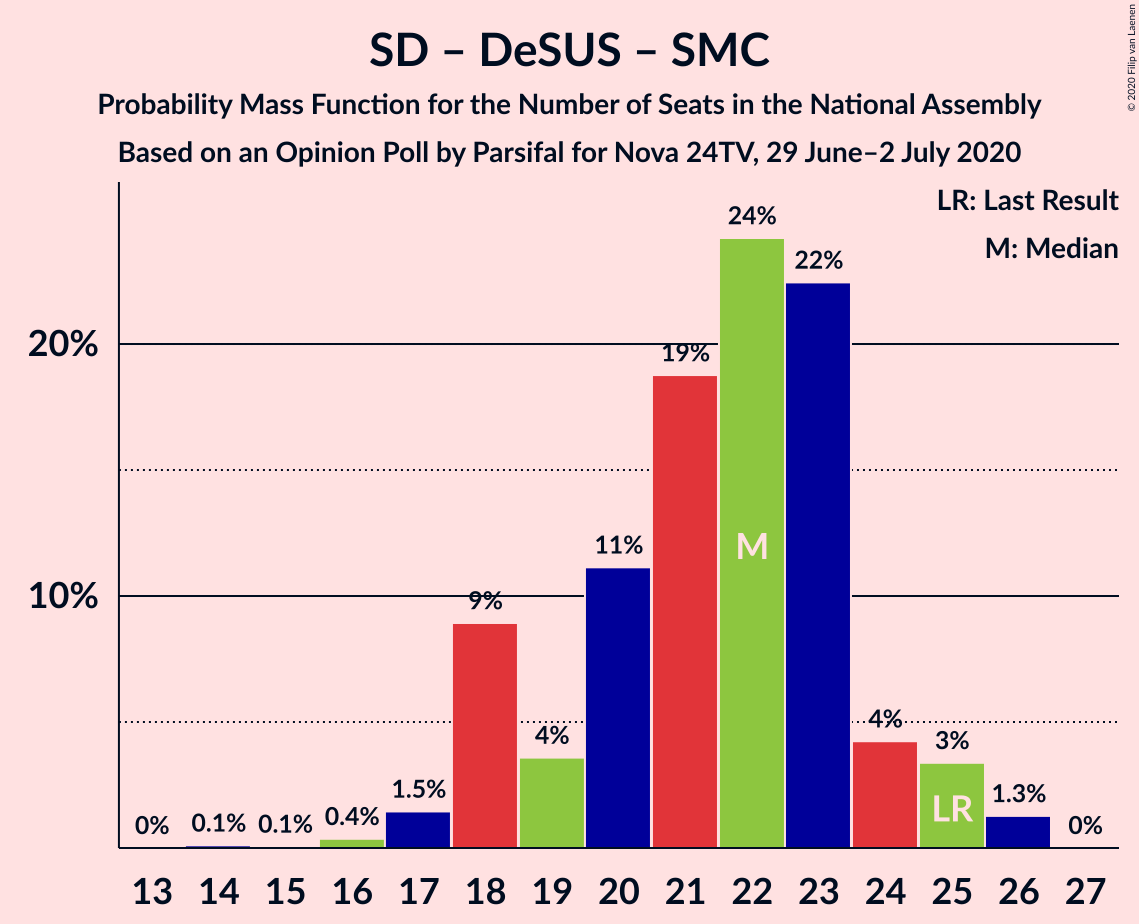 SD – DeSUS – SMC
Probability Mass Function for the Number of Seats in the National Assembly
Based on an Opinion Poll by Parsifal for Nova 24TV, 29 June–2 July 2020
© 2020 Filip van Laenen
LR: Last Result
M: Median
24%
22%
20%
19%
M
11%
10%
9%
4%
4%
3%
LR
1.5%
1.3%
0%
0.1%
0.1%
0.4%
0%
13 14 15 16 17 18 19 20 21 22 23 24 25 26 27